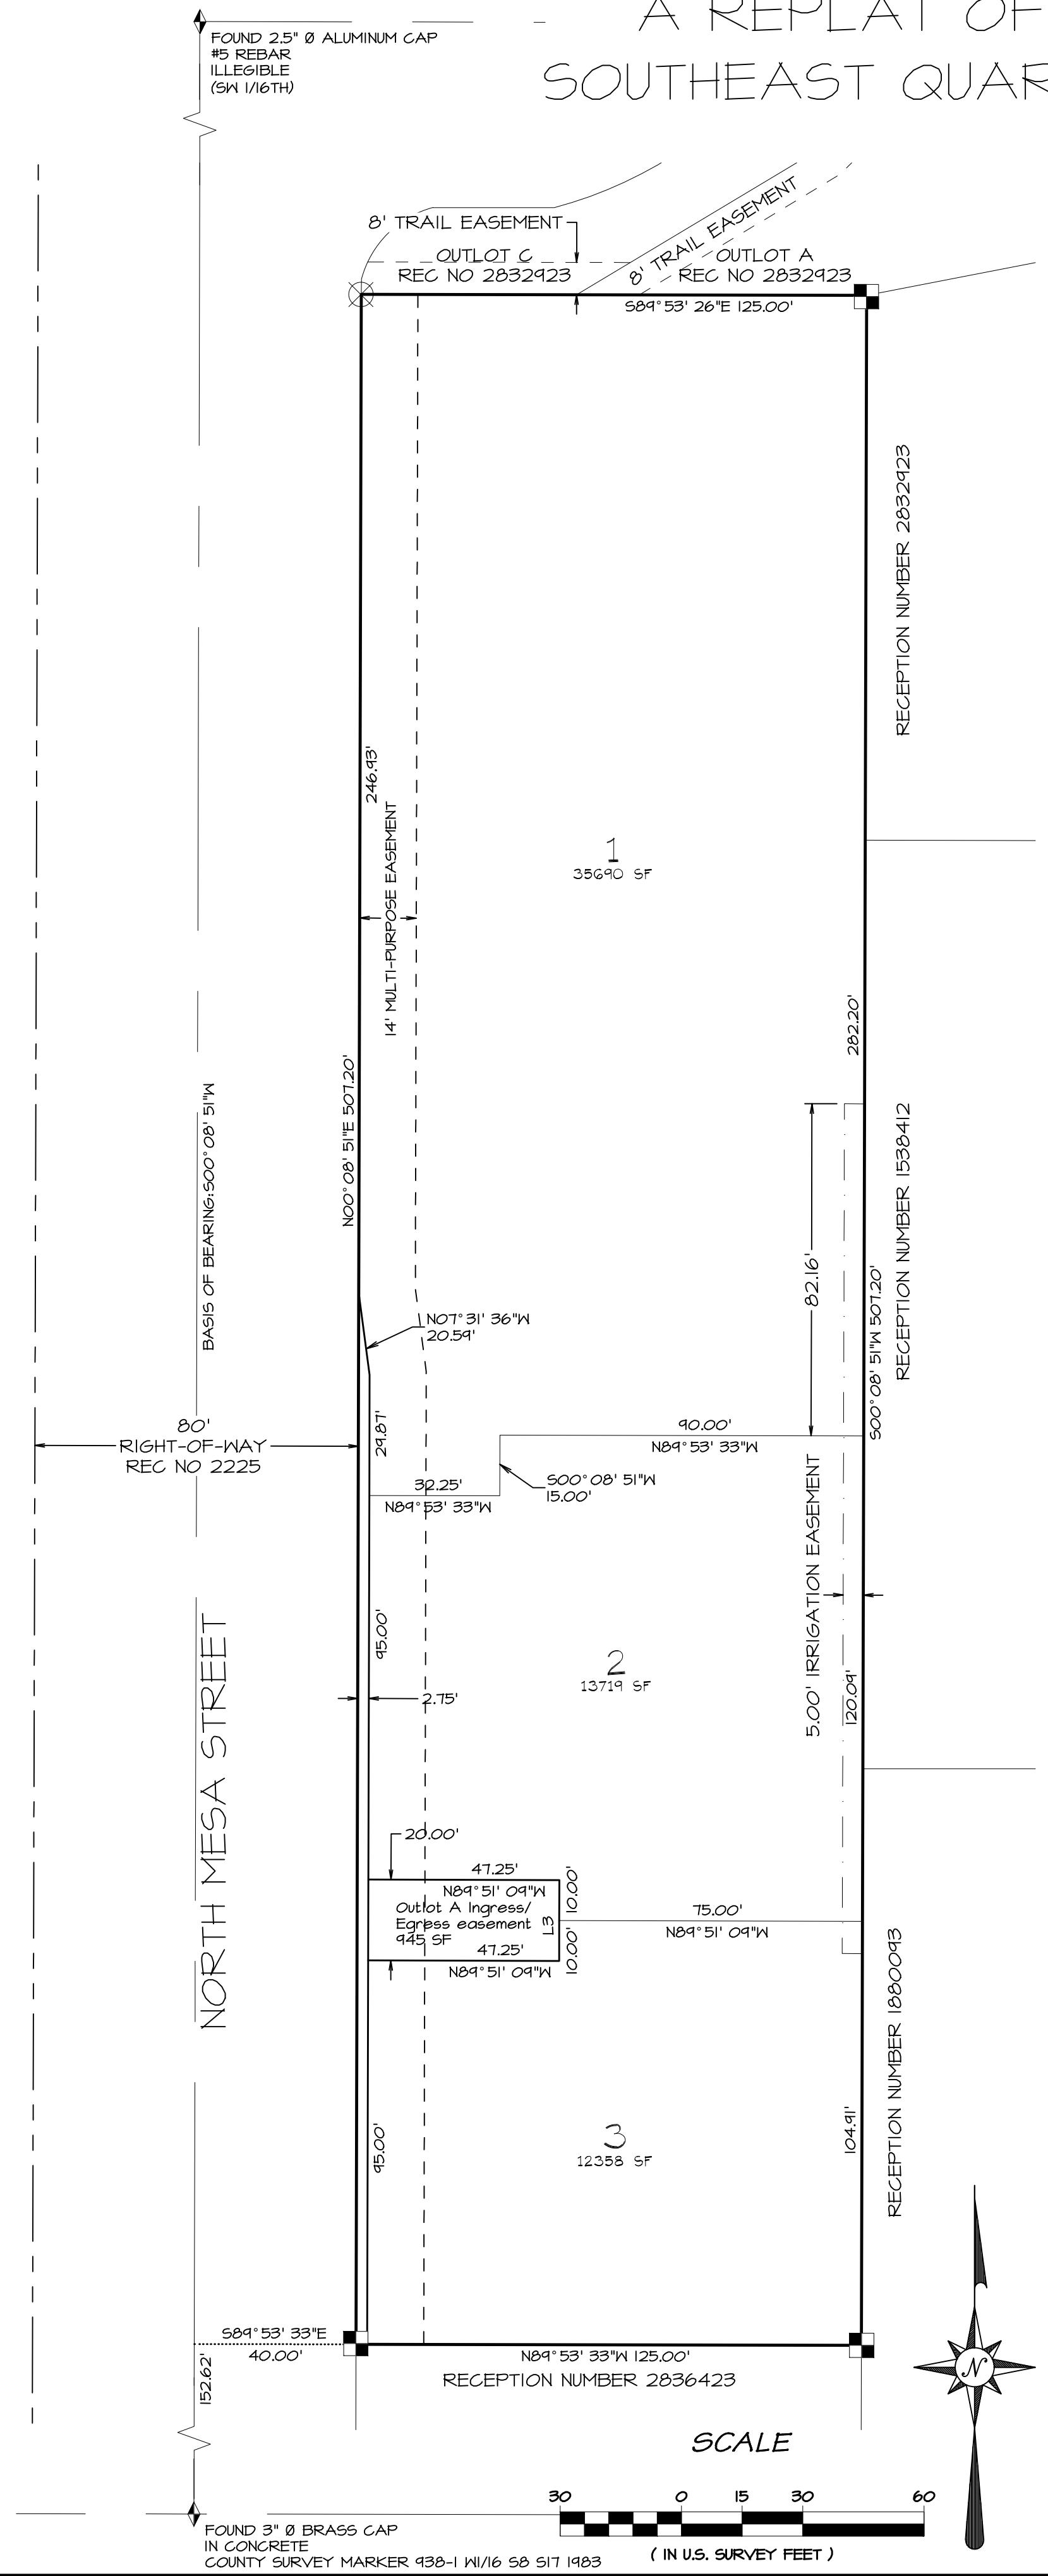 A REPLAT OF
SOUTHEAST QUAR
FOUND 2.5" Ø ALUMINUM CAP
#5 REBAR
ILLEGIBLE
(SW 1/16TH)
8' TRAIL EASEMENT
8' TRAIL EASEMENT
OUTLOT C
REC NO 2832923
OUTLOT A
REC NO 2832923
S89°53' 26"E 125.00'
RECEPTION NUMBER 2832923
246.93'
14' MULTI-PURPOSE EASEMENT
1
35690 SF
282.20'
N00°08' 51"E 507.20'
BASIS OF BEARING:S00°08' 51"W
RECEPTION NUMBER 1538412
82.16'
S00°08' 51"W 507.20'
N07°31' 36"W
20.59'
29.87'
80'
RIGHT-OF-WAY
REC NO 2225
90.00'
N89°53' 33"W
S00°08' 51"W
15.00'
32.25'
N89°53' 33"W
5.00' IRRIGATION EASEMENT
95.00'
2
13719 SF
120.09'
2.75'
NORTH MESA STREET
20.00'
47.25'
N89°51' 09"W
10.00'
Outlot A Ingress/
Egress easement
945 SF
L3
75.00'
N89°51' 09"W
47.25'
N89°51' 09"W
10.00'
RECEPTION NUMBER 1880093
95.00'
3
12358 SF
104.91'
S89°53' 33"E
40.00'
152.62'
N89°53' 33"W 125.00'
RECEPTION NUMBER 2836423
N
SCALE
30 0 15 30 60
( IN U.S. SURVEY FEET )
FOUND 3" Ø BRASS CAP
IN CONCRETE
COUNTY SURVEY MARKER 938-1 W1/16 S8 S17 1983